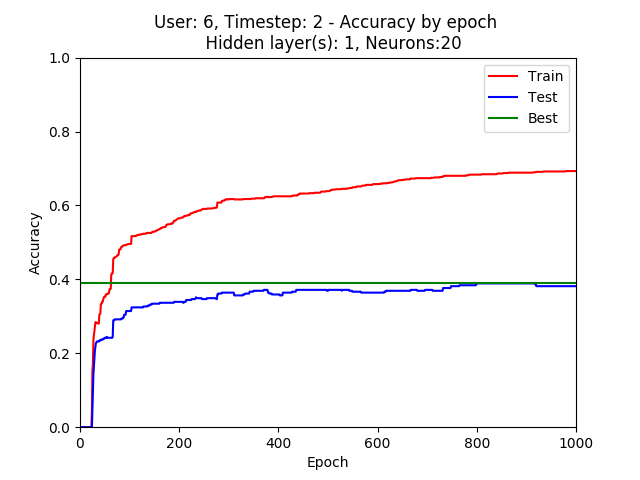 User: 6, Timestep: 2 - Accuracy by epoch
Hidden layer(s): 1, Neurons:20
1.0
0.8
0.6
0.4
0.2
0.0
Accuracy
Train
Test
Best
0
200
400
600
800
1000
Epoch